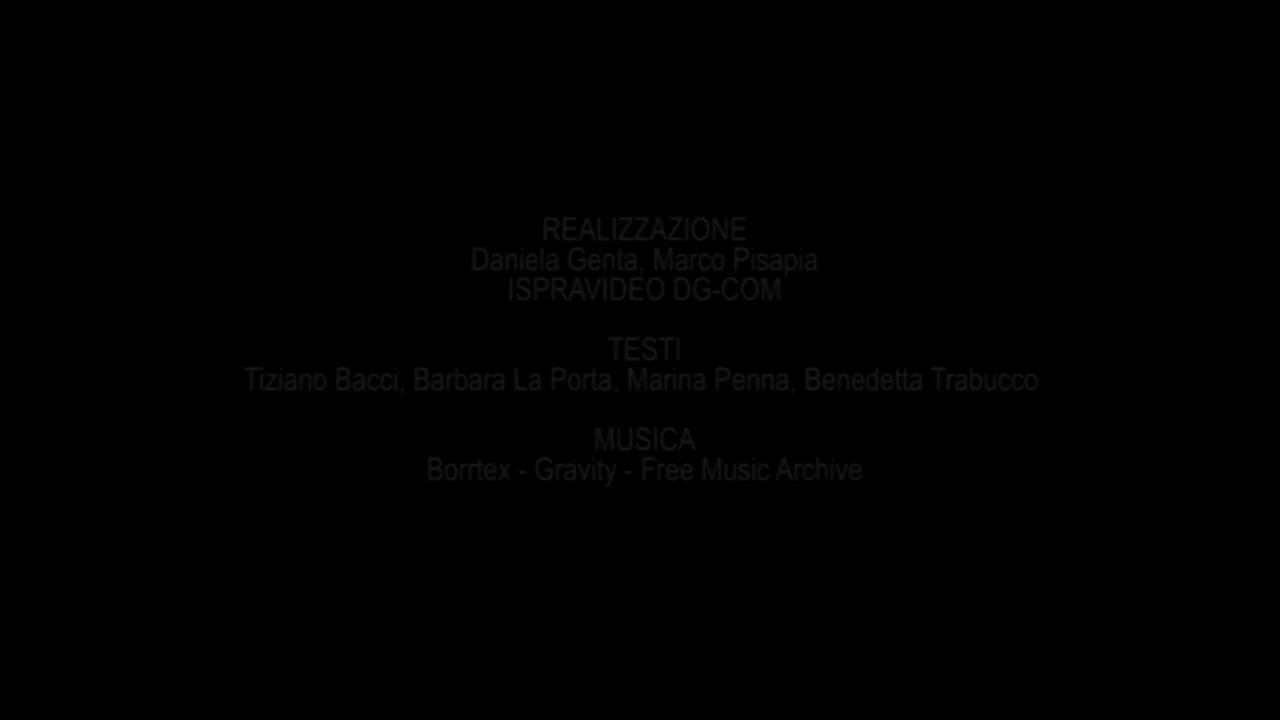 REALIZZAZIONE
Daniela Genta, Marco Pisapia
ISPRAVIDEO DG-COM
TESTI
Tiziano Bacci, Barbara La Porta, Marina Penna, Benedetta Trabucco
MUSICA
Borrtex - Gravity - Free Music Archive